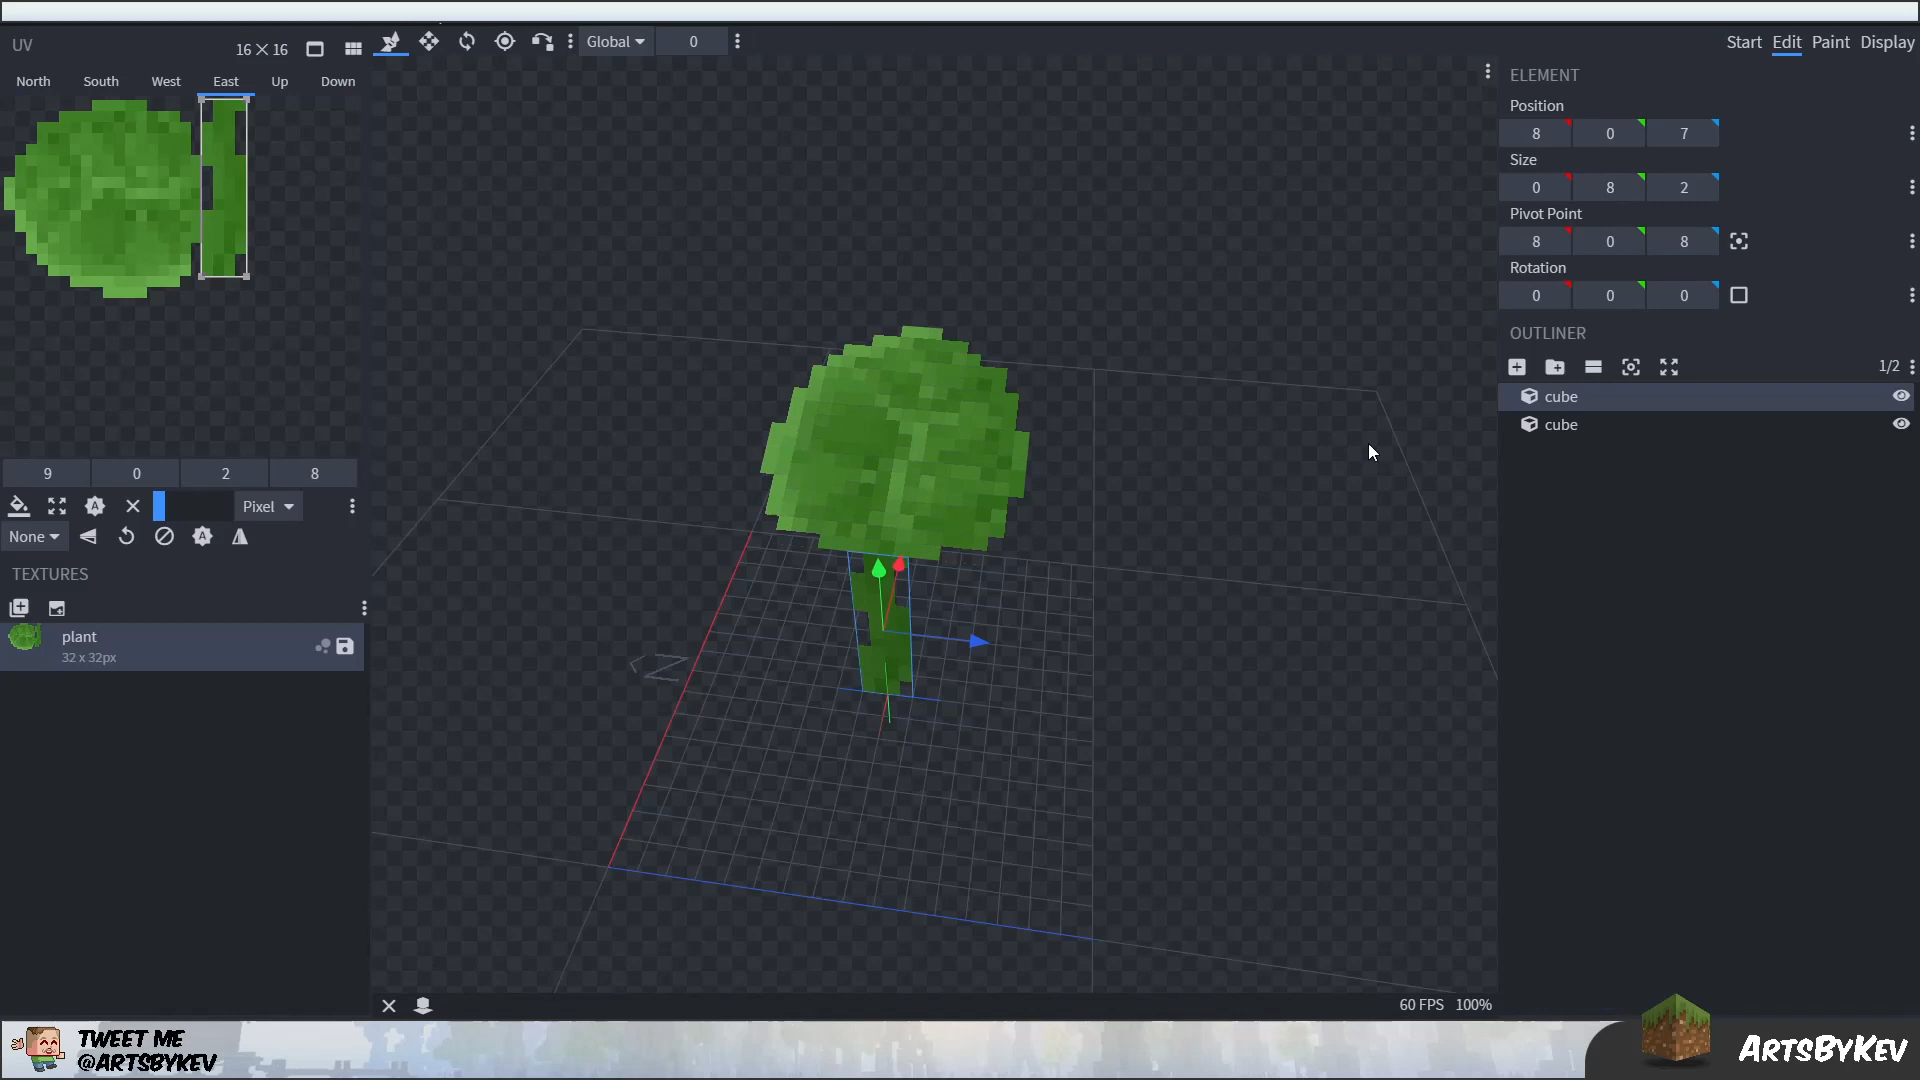 UV
16 × 16
Global
0
Start Edit Paint Display
North South West East Up Down
ELEMENT
Position
8 0 7
Size
0 8 2
Pivot Point
8 0 8
Rotation
0 0 0
OUTLINER
1/2
cube
cube
9 0 2 8
Pixel
None
TEXTURES
plant
32 x 32px
60 FPS 100%
TWEET ME
@ARTSBYKEV
ARTSBYKEV